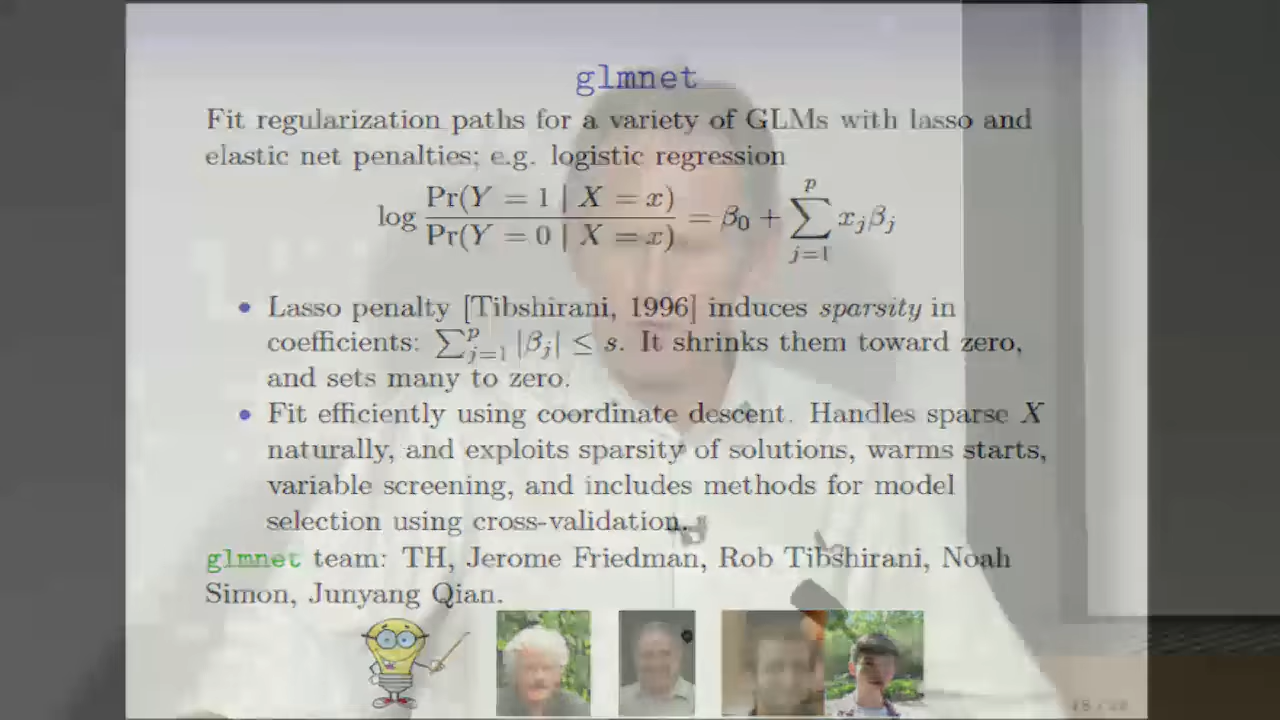 glmnet
Fit regularization paths for a variety of GLMs with lasso and
elastic net penalties; e.g. logistic regression
log Pr(Y = 1 | X = x) / Pr(Y = 0 | X = x) = β₀ + ∑_{j=1}^{p} x_jβ_j
• Lasso penalty [Tibshirani, 1996] induces sparsity in
coefficients: ∑_{j=1}^{p} |β_j| ≤ s. It shrinks them toward zero,
and sets many to zero.
• Fit efficiently using coordinate descent. Handles sparse X
naturally, and exploits sparsity of solutions, warms starts,
variable screening, and includes methods for model
selection using cross-validation.
glmnet team: TH, Jerome Friedman, Rob Tibshirani, Noah
Simon, Junyang Qian.